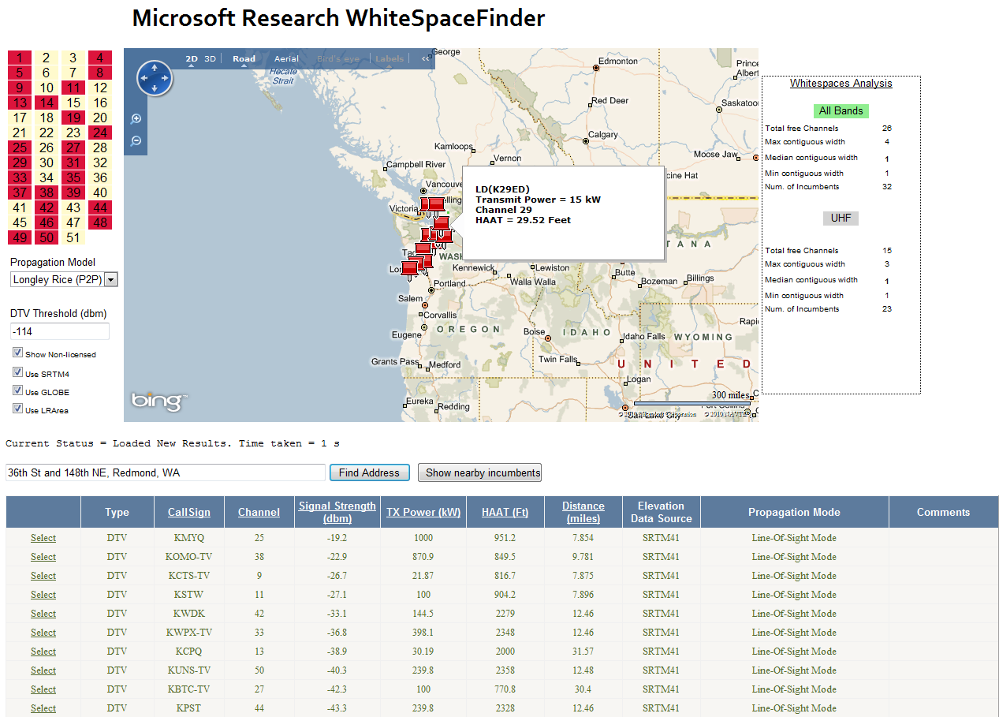 Microsoft Research WhiteSpaceFinder
1 2 3 4
5 6 7 8
9 10 11 12
13 14 15 16
17 18 19 20
21 22 23 24
25 26 27 28
29 30 31 32
33 34 35 36
37 38 39 40
41 42 43 44
45 46 47 48
49 50 51
Propagation Model
Longley Rice (P2P)
DTV Threshold (dbm)
-114
Show Non-licensed
Use SRTM4
Use GLOBE
Use LRArea
2D 3D Road Aerial Bird's eye Labels <<
George
Hecate
Strait
Edmonton
Prince
Albert
Red Deer
Saskatoo
Calgary
Kamloops
Vernon
Moose Jaw
Campbell River
Vancouve
cine Hat
Victoria
ellling
LD(K29ED)
Transmit Power = 15 kW
Channel 29
HAAT = 29.52 Feet
Tac
WASH
TANA
Lon
Kennewick
Lewiston
Butte
Billings
Walla Walla
Bozeman
Portland
Salem
Corvallis
OREGON
Boise
IDAHO
Idaho Falls
WYOMING
Rapi
Eugene
Grants Pass
Medford
Twin Falls
UNITED
Logan
Eureka
Redding
300 miles
Salt Lake City
Fort Collins
bing™
© 2010 Microsoft Corporation © 2010 NAVTEQ
Whitespaces Analysis
All Bands
Total free Channels 26
Max contiguous width 4
Median contiguous width 1
Min contiguous width 1
Num. of Incumbents 32
UHF
Total free Channels 15
Max contiguous width 3
Median contiguous width 1
Min contiguous width 1
Num. of Incumbents 23
Current Status = Loaded New Results. Time taken = 1 s
36th St and 148th NE, Redmond, WA Find Address Show nearby incumbents
Type CallSign Channel Signal Strength (dbm) TX Power (kW) HAAT (Ft) Distance (miles) Elevation Data Source Propagation Mode Comments
Select DTV KMYQ 25 -19.2 1000 951.2 7.854 SRTM41 Line-Of-Sight Mode
Select DTV KOMO-TV 38 -22.9 870.9 849.5 9.781 SRTM41 Line-Of-Sight Mode
Select DTV KCTS-TV 9 -26.7 21.87 816.7 7.875 SRTM41 Line-Of-Sight Mode
Select DTV KSTW 11 -27.1 100 904.2 7.896 SRTM41 Line-Of-Sight Mode
Select DTV KWDK 42 -33.1 144.5 2279 12.46 SRTM41 Line-Of-Sight Mode
Select DTV KWPX-TV 33 -36.8 398.1 2348 12.46 SRTM41 Line-Of-Sight Mode
Select DTV KCPQ 13 -38.9 30.19 2000 31.57 SRTM41 Line-Of-Sight Mode
Select DTV KUNS-TV 50 -40.3 239.8 2358 12.48 SRTM41 Line-Of-Sight Mode
Select DTV KBTC-TV 27 -42.3 100 770.8 30.4 SRTM41 Line-Of-Sight Mode
Select DTV KPST 44 -43.3 239.8 2328 12.46 SRTM41 Line-Of-Sight Mode